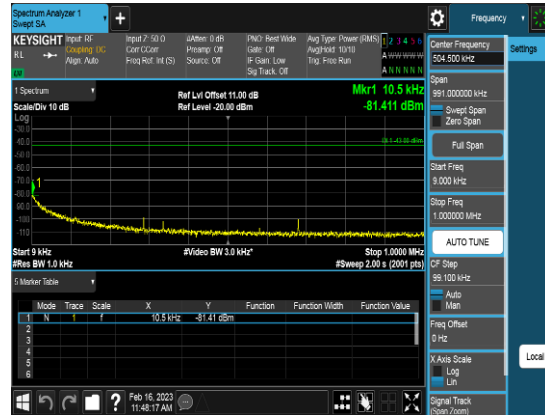 Spectrum Analyzer 1
Swept SA
+
Frequency
KEYSIGHT
RL
Input: RF
Coupling: DC
Align: Auto
Input Z: 50 Ω
Corr CCorr
Freq Ref: Int (S)
#Atten: 0 dB
Preamp: Off
Source: Off
PNO: Best Wide
Gate: Off
IF Gain: Low
Sig Track: Off
Avg Type: Power (RMS)
Avg|Hold: 10/10
Trig: Free Run
1 2 3 4 5 6
A W W W W W
A N N N N N
1 Spectrum
Scale/Div 10 dB
Log
Ref Lvl Offset 11.00 dB
Ref Level -20.00 dBm
Mkr1 10.5 kHz
-81.411 dBm
-30.0
-40.0
-50.0
-60.0
-70.0
-80.0
-90.0
-100
-110
1
Start 9 kHz
#Res BW 1.0 kHz
#Video BW 3.0 kHz*
Stop 1.0000 MHz
#Sweep 2.00 s (2001 pts)
5 Marker Table
Mode Trace Scale X Y Function Function Width Function Value
1 N 1 f 10.5 kHz -81.41 dBm
2
3
4
5
6
Feb 16, 2023
11:48:17 AM
Center Frequency
504.500 kHz
Settings
Span
991.000000 kHz
Swept Span
Zero Span
Full Span
Start Freq
9.000 kHz
Stop Freq
1.000000 MHz
AUTO TUNE
CF Step
99.100 kHz
Auto
Man
Freq Offset
0 Hz
X Axis Scale
Log
Lin
Local
Signal Track
(Span Zoom)